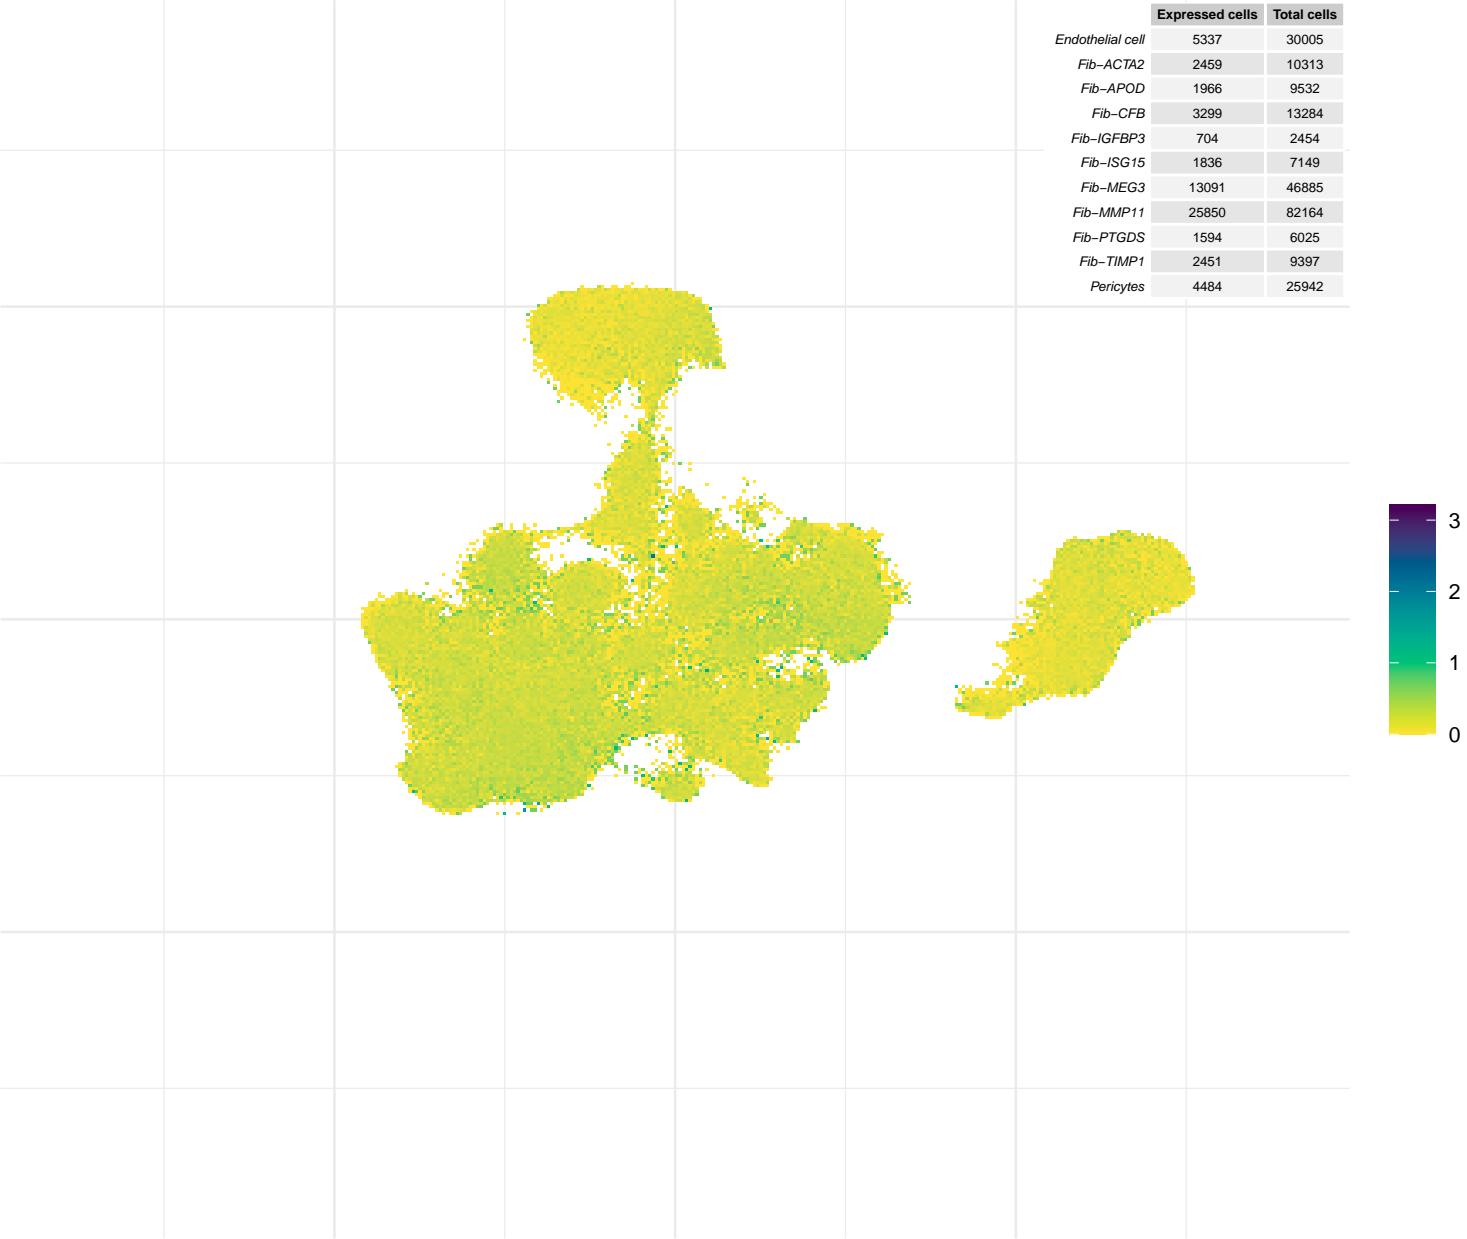 Expressed cells Total cells
Endothelial cell 5337 30005
Fib−ACTA2 2459 10313
Fib−APOD 1966 9532
Fib−CFB 3299 13284
Fib−IGFBP3 704 2454
Fib−ISG15 1836 7149
Fib−MEG3 13091 46885
Fib−MMP11 25850 82164
Fib−PTGDS 1594 6025
Fib−TIMP1 2451 9397
Pericytes 4484 25942
3
2
1
0